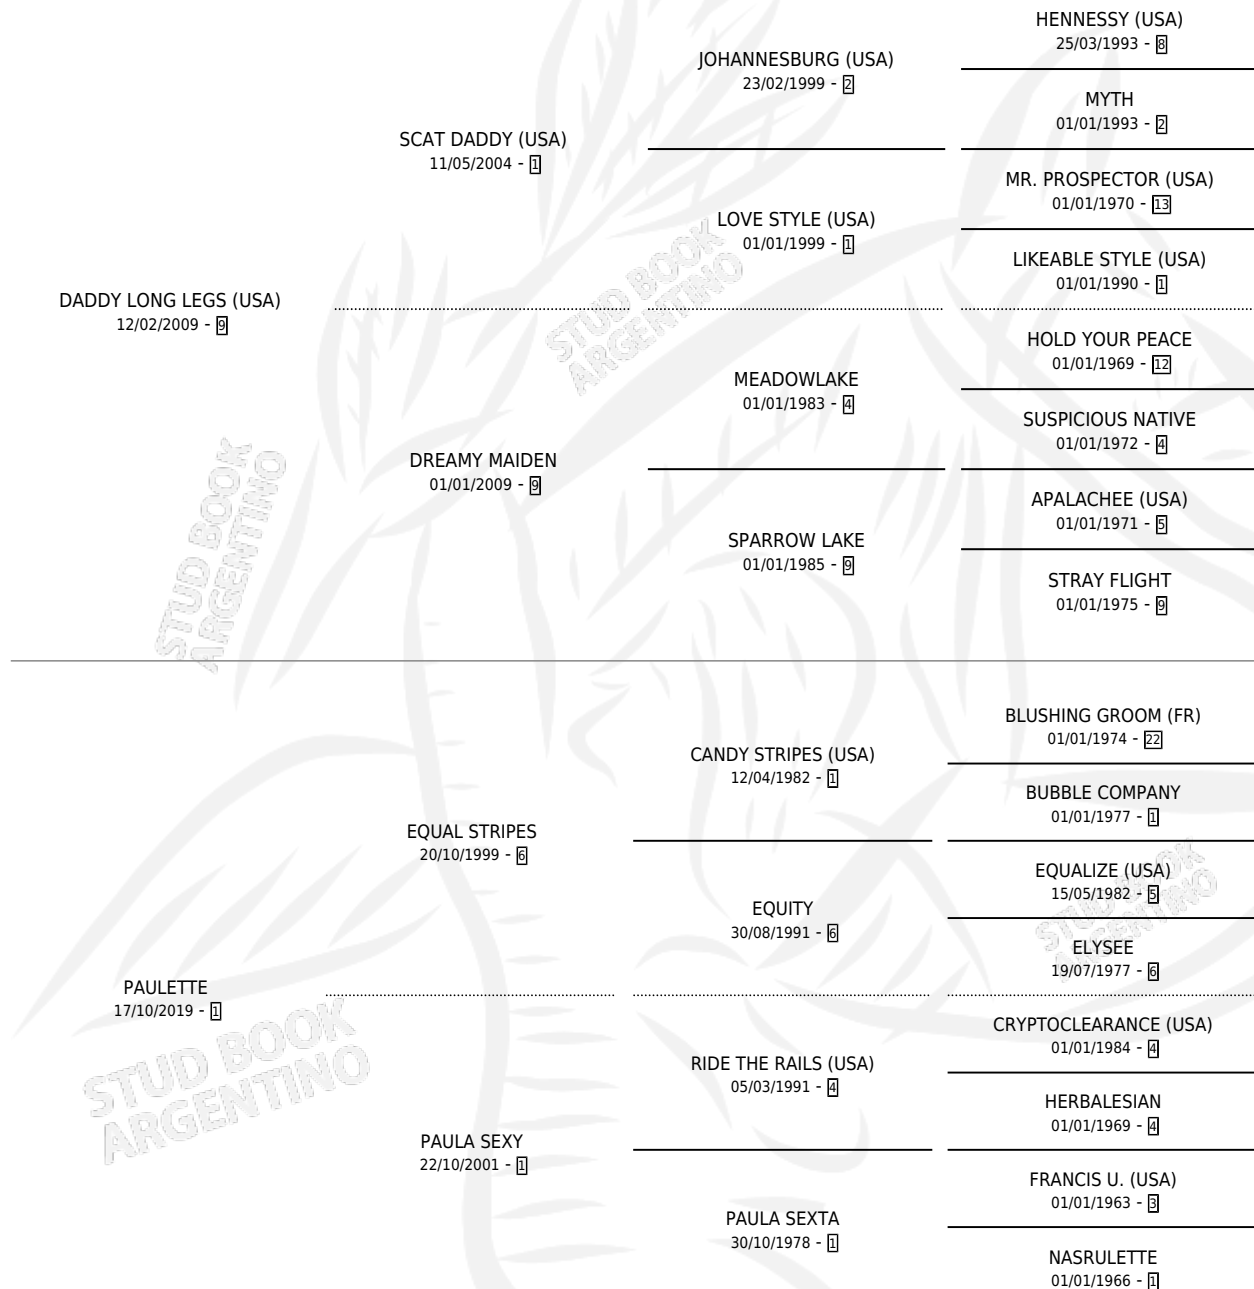 HENNESSY (USA)
25/03/1993 - 8
JOHANNESBURG (USA)
23/02/1999 - 2
MYTH
01/01/1993 - 2
SCAT DADDY (USA)
11/05/2004 - 1
MR. PROSPECTOR (USA)
01/01/1970 - 13
LOVE STYLE (USA)
01/01/1999 - 1
LIKEABLE STYLE (USA)
01/01/1990 - 1
DADDY LONG LEGS (USA)
12/02/2009 - 9
HOLD YOUR PEACE
01/01/1969 - 12
MEADOWLAKE
01/01/1983 - 4
SUSPICIOUS NATIVE
01/01/1972 - 4
DREAMY MAIDEN
01/01/2009 - 9
APALACHEE (USA)
01/01/1971 - 5
SPARROW LAKE
01/01/1985 - 9
STRAY FLIGHT
01/01/1975 - 9
BLUSHING GROOM (FR)
01/01/1974 - 22
CANDY STRIPES (USA)
12/04/1982 - 1
BUBBLE COMPANY
01/01/1977 - 1
EQUAL STRIPES
20/10/1999 - 6
EQUALIZE (USA)
15/05/1982 - 5
EQUITY
30/08/1991 - 6
ELYSEE
19/07/1977 - 6
PAULETTE
17/10/2019 - 1
CRYPTOCLEARANCE (USA)
01/01/1984 - 4
RIDE THE RAILS (USA)
05/03/1991 - 4
HERBALESIAN
01/01/1969 - 4
PAULA SEXY
22/10/2001 - 1
FRANCIS U. (USA)
01/01/1963 - 3
PAULA SEXTA
30/10/1978 - 1
NASRULETTE
01/01/1966 - 1
STUD BOOK
ARGENTINO
STUD BOOK
ARGENTINO
STUD BOOK
ARGENTINO
STUD BOOK
ARGENTINO